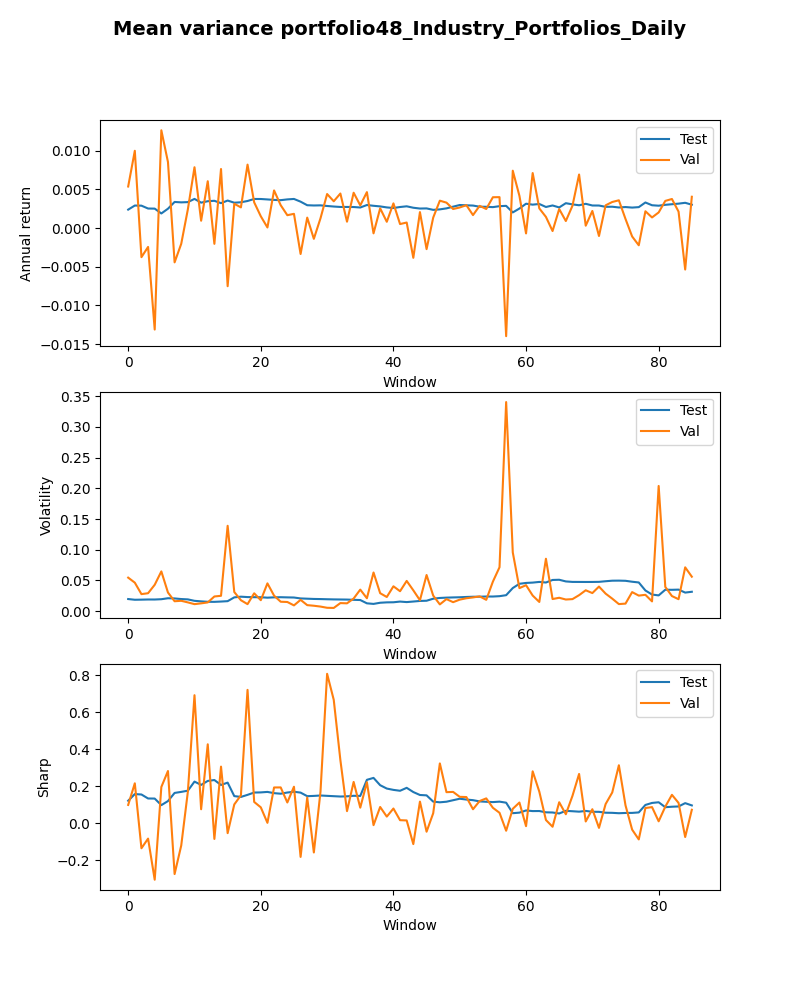 Mean variance portfolio48_Industry_Portfolios_Daily
Annual return
0.010
0.005
0.000
−0.005
−0.010
−0.015
Test
Val
0 20 40 60 80
Window
Volatility
0.35
0.30
0.25
0.20
0.15
0.10
0.05
0.00
Test
Val
0 20 40 60 80
Window
Sharp
0.8
0.6
0.4
0.2
0.0
−0.2
Test
Val
0 20 40 60 80
Window